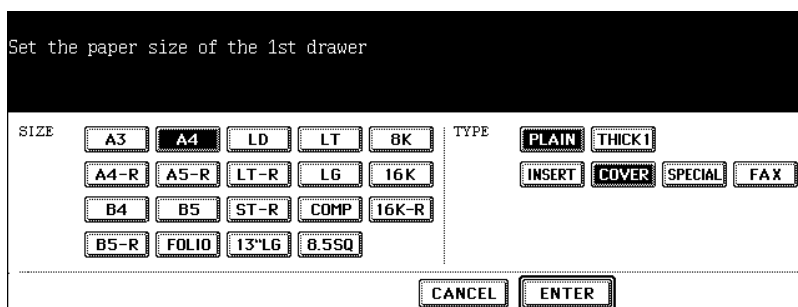 Set the paper size of the 1st drawer
SIZE A3 A4 LD LT 8K TYPE PLAIN THICK1
A4-R A5-R LT-R LG 16K INSERT COVER SPECIAL FAX
B4 B5 ST-R COMP 16K-R
B5-R FOLIO 13"LG 8.5SQ
CANCEL ENTER